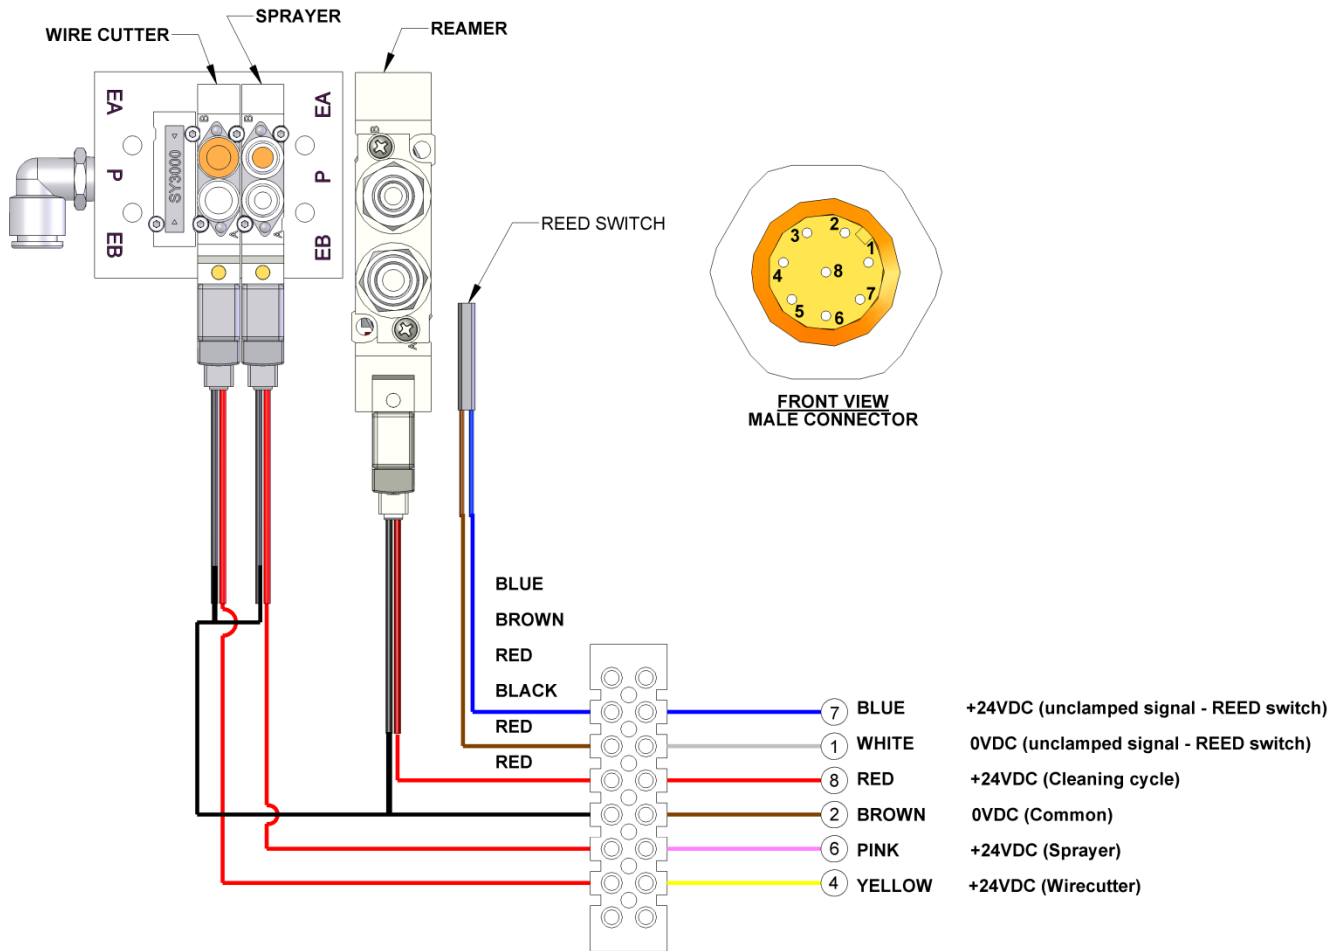 SPRAYER
WIRE CUTTER
REAMER
EA
EA
B
B
B
P
SY3000
P
EB
A
A
EB
A
REED SWITCH
2
3
1
4
8
7
5
6
FRONT VIEW
MALE CONNECTOR
BLUE
BROWN
RED
BLACK
RED
RED
7 BLUE +24VDC (unclamped signal - REED switch)
1 WHITE 0VDC (unclamped signal - REED switch)
8 RED +24VDC (Cleaning cycle)
2 BROWN 0VDC (Common)
6 PINK +24VDC (Sprayer)
4 YELLOW +24VDC (Wirecutter)